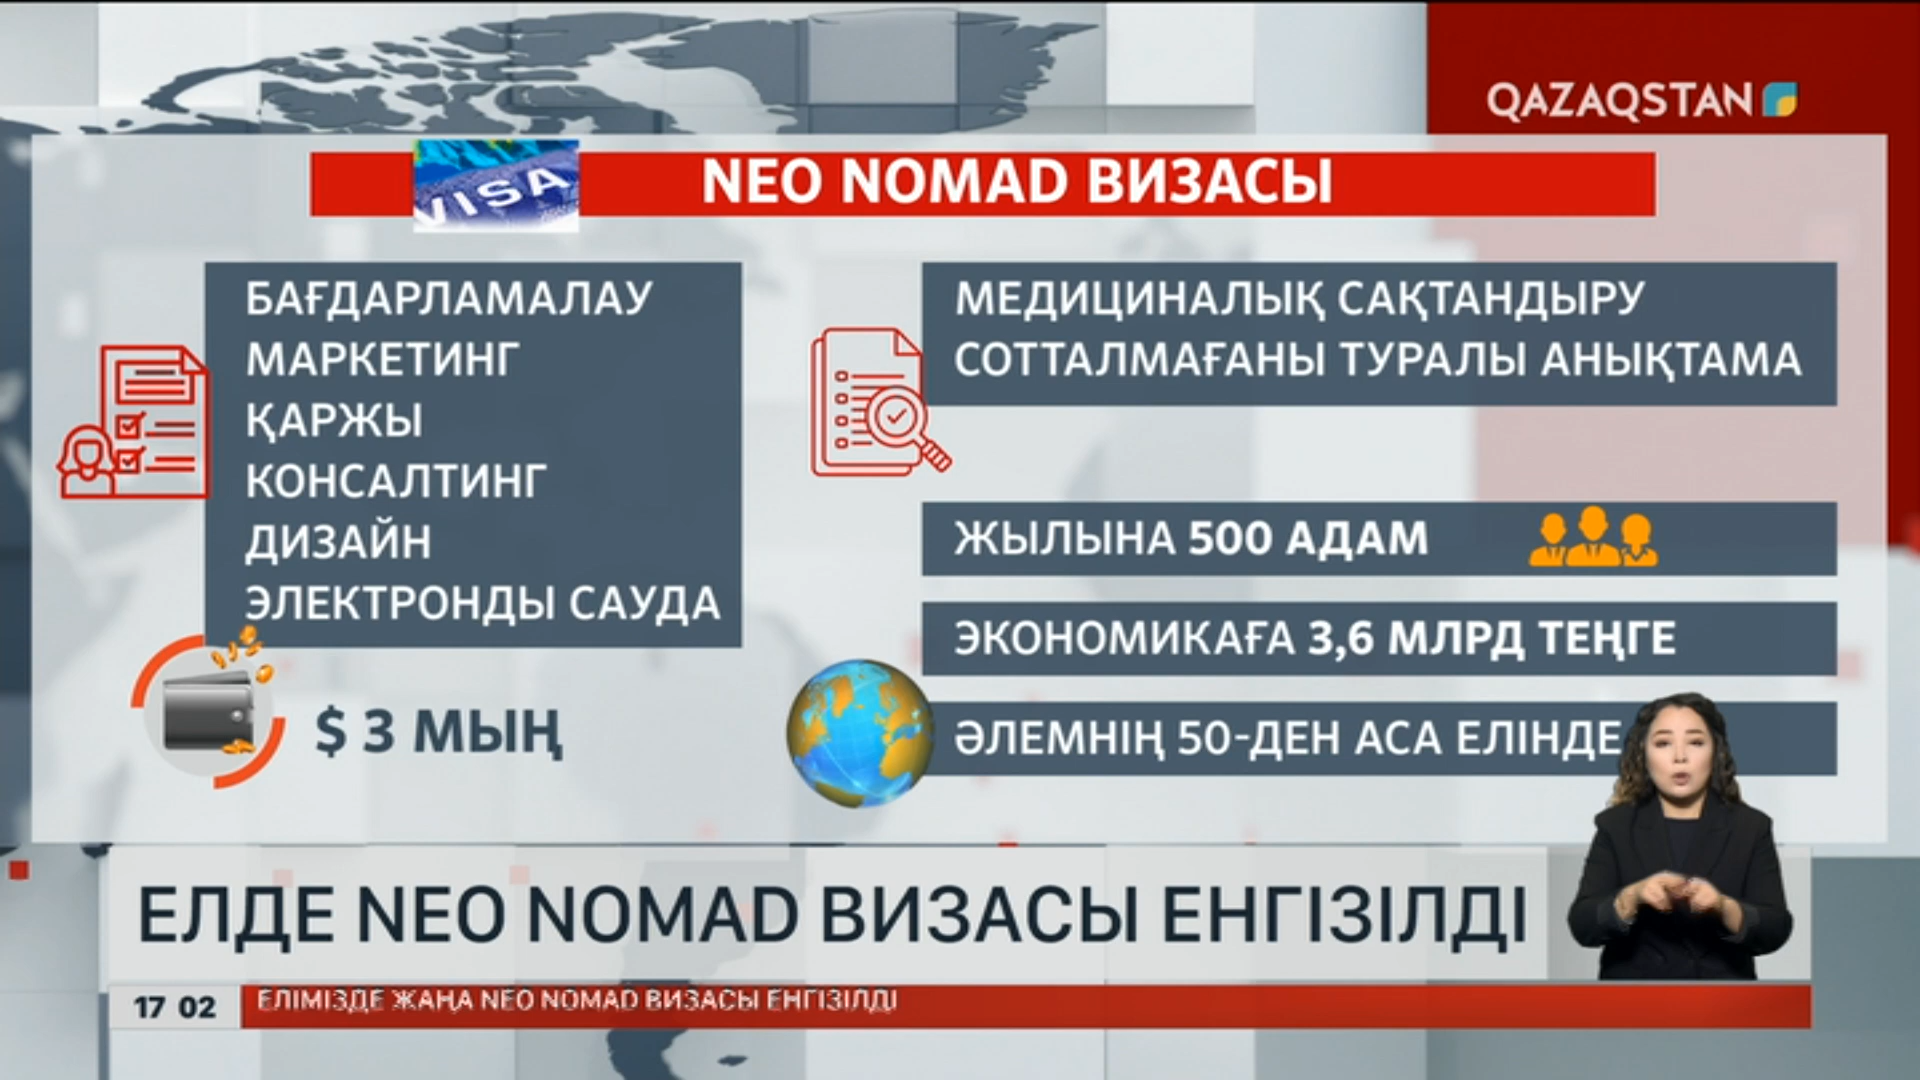 QAZAQSTAN
VISA
NEO NOMAD ВИЗАСЫ
БАҒДАРЛАМАЛАУ
МАРКЕТИНГ
ҚАРЖЫ
КОНСАЛТИНГ
ДИЗАЙН
ЭЛЕКТРОНДЫ САУДА
$ 3 МЫҢ
МЕДИЦИНАЛЫҚ САҚТАНДЫРУ
СОТТАЛМАҒАНЫ ТУРАЛЫ АНЫҚТАМА
ЖЫЛЫНА 500 АДАМ
ЭКОНОМИКАҒА 3,6 МЛРД ТЕҢГЕ
ӘЛЕМНІҢ 50-ДЕН АСА ЕЛІНДЕ
ЕЛДЕ NEO NOMAD ВИЗАСЫ ЕНГІЗІЛДІ
17 02
ЕЛІМІЗДЕ ЖАҢА NEO NOMAD ВИЗАСЫ ЕНГІЗІЛДІ